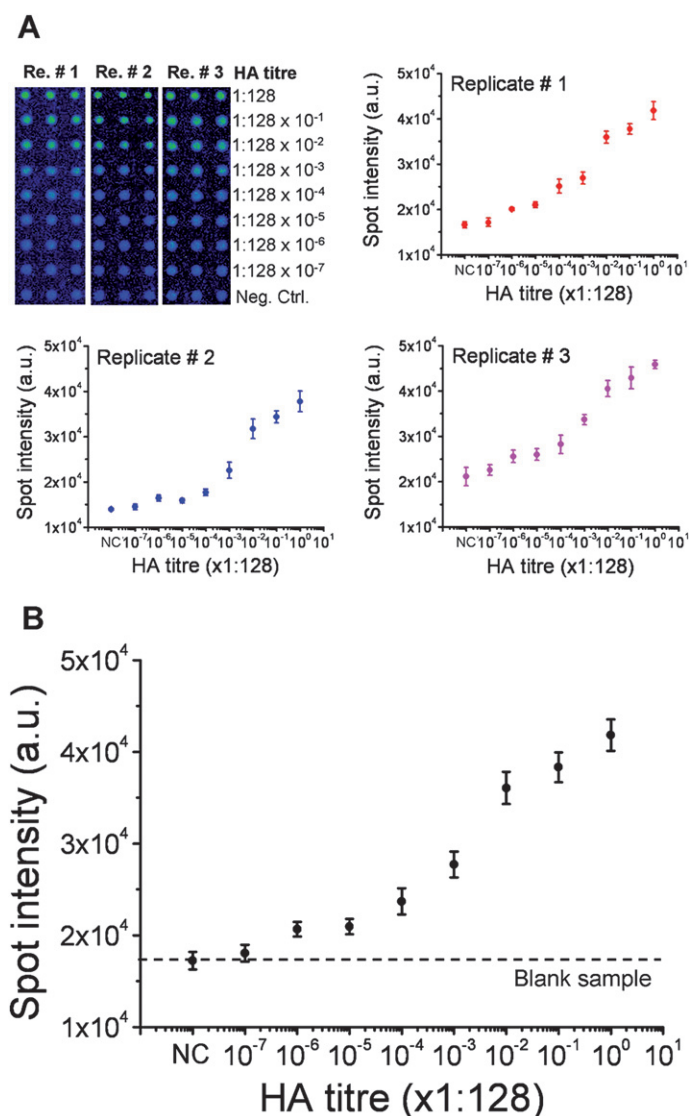 A
Re. # 1 Re. # 2 Re. # 3 HA titre
1:128
1:128 x 10⁻¹
1:128 x 10⁻²
1:128 x 10⁻³
1:128 x 10⁻⁴
1:128 x 10⁻⁵
1:128 x 10⁻⁶
1:128 x 10⁻⁷
Neg. Ctrl.
Replicate # 1
Spot intensity (a.u.)
5x10⁴
4x10⁴
3x10⁴
2x10⁴
1x10⁴
NC 10⁻⁷ 10⁻⁶ 10⁻⁵ 10⁻⁴ 10⁻³ 10⁻² 10⁻¹ 10⁰ 10¹
HA titre (x1:128)
Replicate # 2
Spot intensity (a.u.)
5x10⁴
4x10⁴
3x10⁴
2x10⁴
1x10⁴
NC 10⁻⁷ 10⁻⁶ 10⁻⁵ 10⁻⁴ 10⁻³ 10⁻² 10⁻¹ 10⁰ 10¹
HA titre (x1:128)
Replicate # 3
Spot intensity (a.u.)
5x10⁴
4x10⁴
3x10⁴
2x10⁴
1x10⁴
NC 10⁻⁷ 10⁻⁶ 10⁻⁵ 10⁻⁴ 10⁻³ 10⁻² 10⁻¹ 10⁰ 10¹
HA titre (x1:128)
B
Spot intensity (a.u.)
5x10⁴
4x10⁴
3x10⁴
2x10⁴
1x10⁴
Blank sample
NC 10⁻⁷ 10⁻⁶ 10⁻⁵ 10⁻⁴ 10⁻³ 10⁻² 10⁻¹ 10⁰ 10¹
HA titre (x1:128)